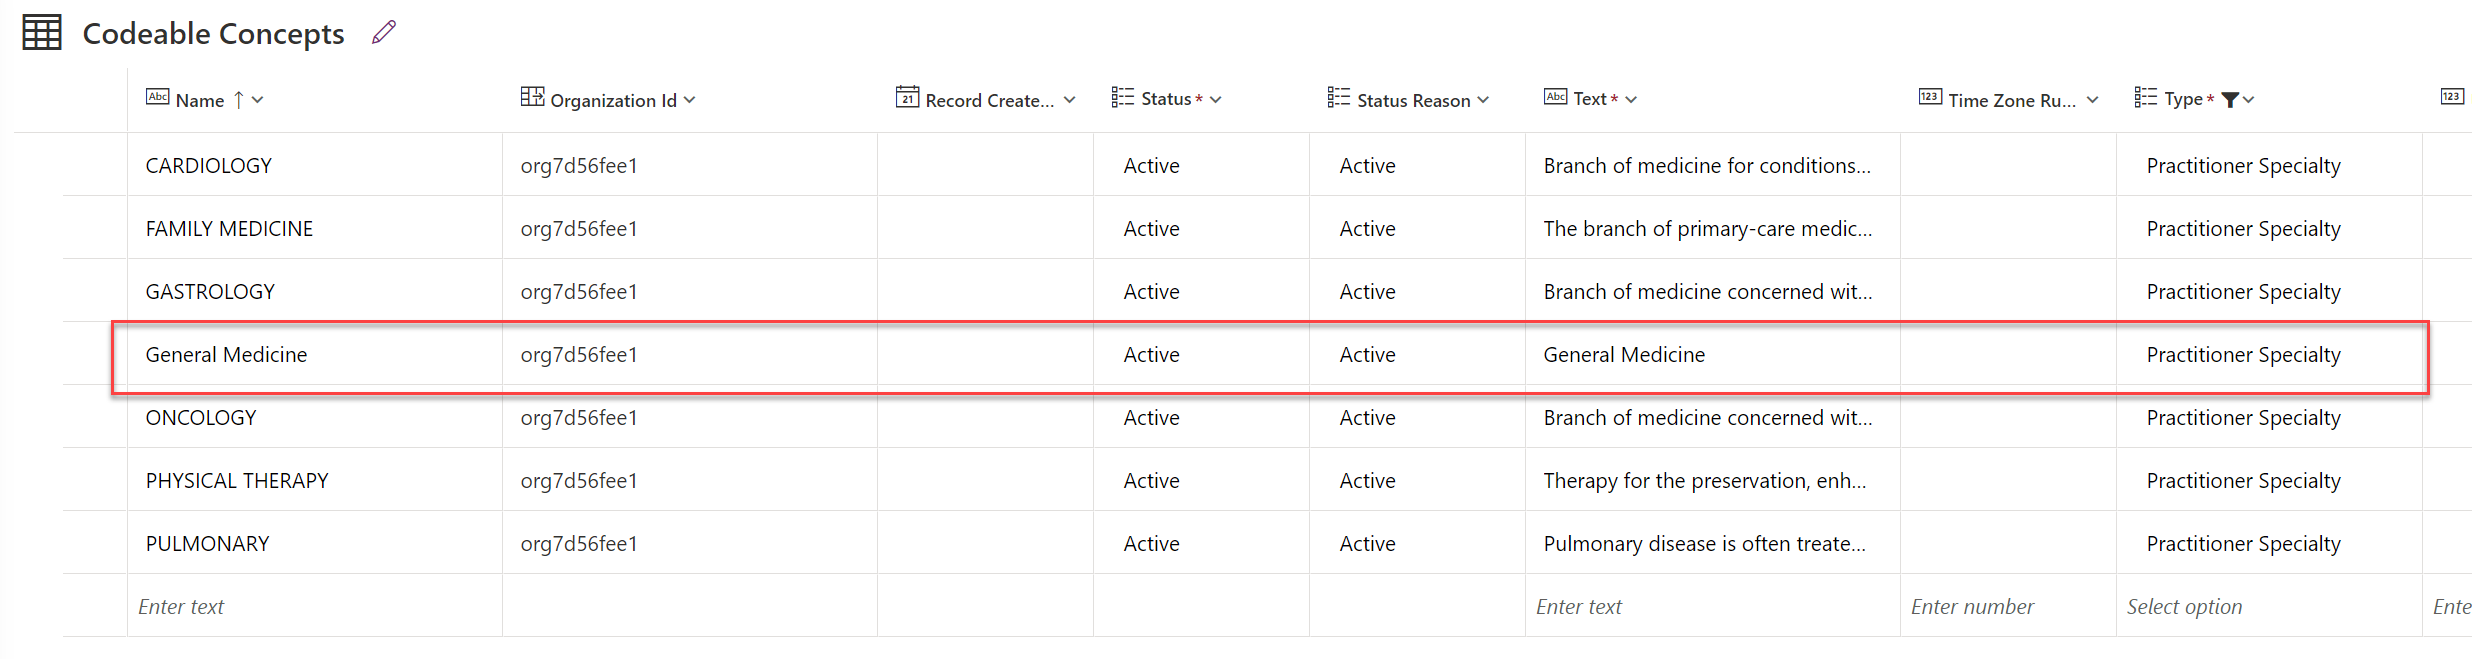 Codeable Concepts
Abc Name ↑ Organization Id 21 Record Create... Status * Status Reason Abc Text * 123 Time Zone Ru... Type * 123
CARDIOLOGY org7d56fee1 Active Active Branch of medicine for conditions... Practitioner Specialty
FAMILY MEDICINE org7d56fee1 Active Active The branch of primary-care medic... Practitioner Specialty
GASTROLOGY org7d56fee1 Active Active Branch of medicine concerned wit... Practitioner Specialty
General Medicine org7d56fee1 Active Active General Medicine Practitioner Specialty
ONCOLOGY org7d56fee1 Active Active Branch of medicine concerned wit... Practitioner Specialty
PHYSICAL THERAPY org7d56fee1 Active Active Therapy for the preservation, enh... Practitioner Specialty
PULMONARY org7d56fee1 Active Active Pulmonary disease is often treate... Practitioner Specialty
Enter text Enter text Enter number Select option Ente